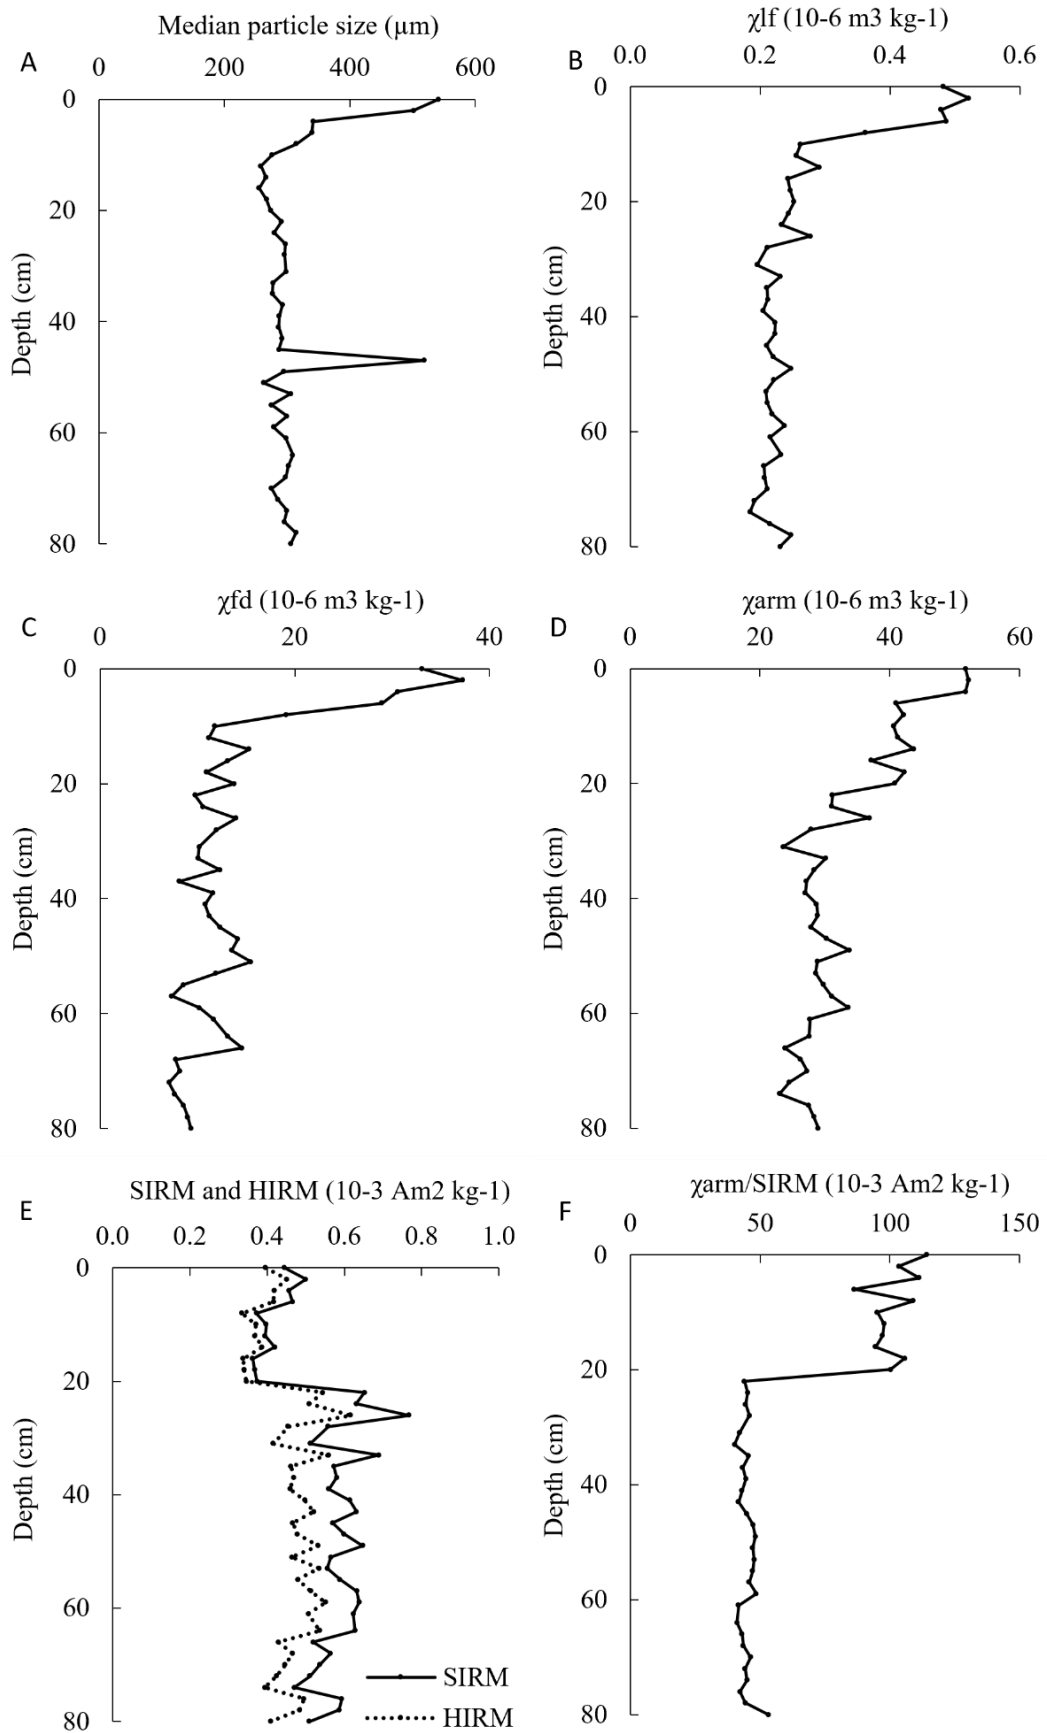 Median particle size (µm)
A
0 200 400 600
0
20
40
60
80
Depth (cm)
χlf (10-6 m3 kg-1)
B
0.0 0.2 0.4 0.6
0
20
40
60
80
Depth (cm)
χfd (10-6 m3 kg-1)
C
0 20 40
0
20
40
60
80
Depth (cm)
χarm (10-6 m3 kg-1)
D
0 20 40 60
0
20
40
60
80
Depth (cm)
SIRM and HIRM (10-3 Am2 kg-1)
E
0.0 0.2 0.4 0.6 0.8 1.0
0
20
40
60
80
Depth (cm)
SIRM
HIRM
χarm/SIRM (10-3 Am2 kg-1)
F
0 50 100 150
0
20
40
60
80
Depth (cm)